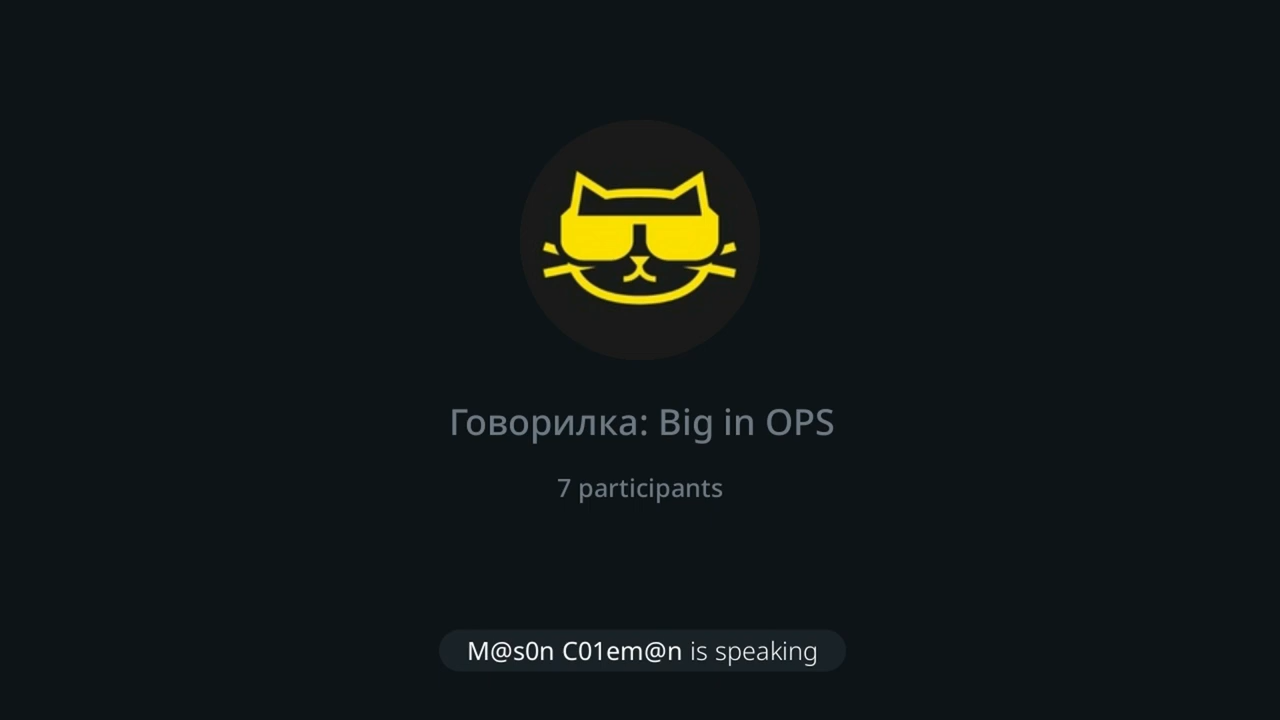 Говорилка: Big in OPS
7 participants
M@s0n C01em@n is speaking